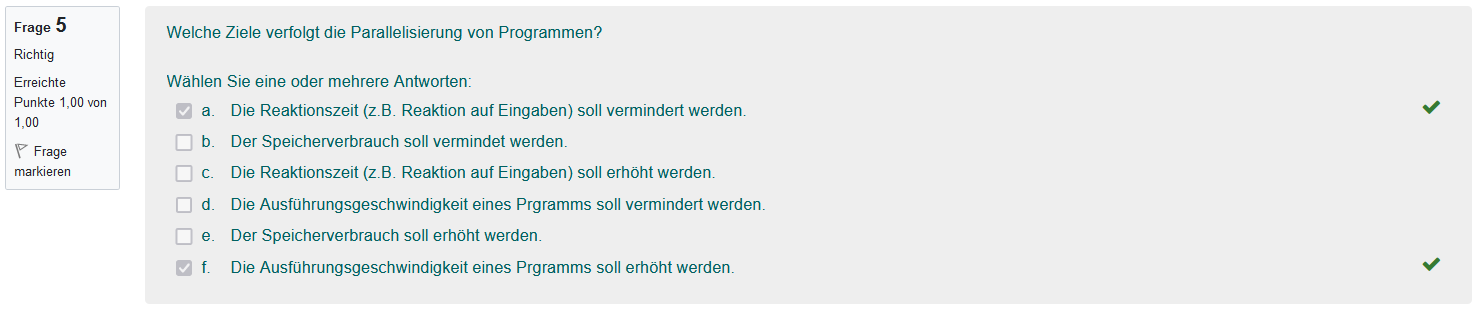 Frage 5
Richtig
Erreichte
Punkte 1,00 von
1,00
Frage
markieren
Welche Ziele verfolgt die Parallelisierung von Programmen?
Wählen Sie eine oder mehrere Antworten:
a. Die Reaktionszeit (z.B. Reaktion auf Eingaben) soll vermindert werden.
b. Der Speicherverbrauch soll vermindet werden.
c. Die Reaktionszeit (z.B. Reaktion auf Eingaben) soll erhöht werden.
d. Die Ausführungsgeschwindigkeit eines Prgramms soll vermindert werden.
e. Der Speicherverbrauch soll erhöht werden.
f. Die Ausführungsgeschwindigkeit eines Prgramms soll erhöht werden.